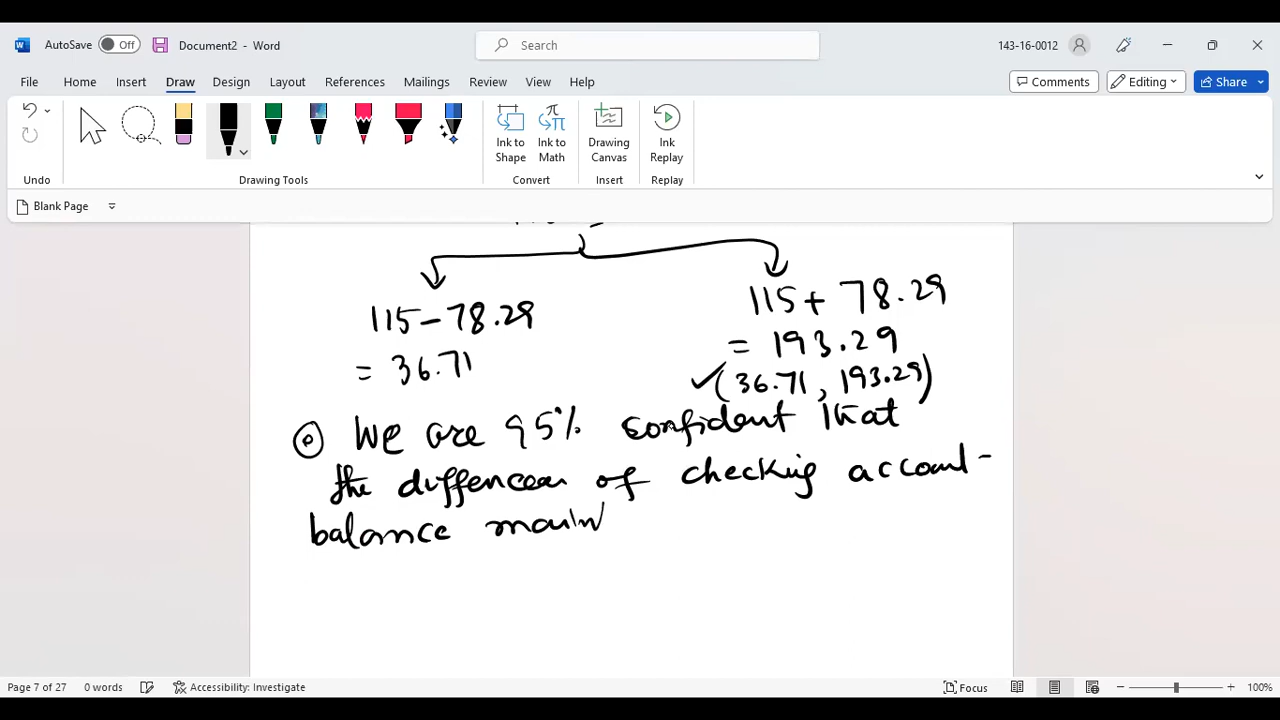 AutoSave Off Document2 - Word Search 143-16-0012
File Home Insert Draw Design Layout References Mailings Review View Help Comments Editing Share
Undo
Drawing Tools
Ink to Shape
Ink to Math
Convert
Drawing Canvas
Insert
Ink Replay
Replay
Blank Page
115 - 78.29
= 36.71
115 + 78.29
= 193.29
(36.71, 193.29)
We are 95% confident that
the of checking account
balance
Page 7 of 27 0 words Accessibility: Investigate Focus 100%